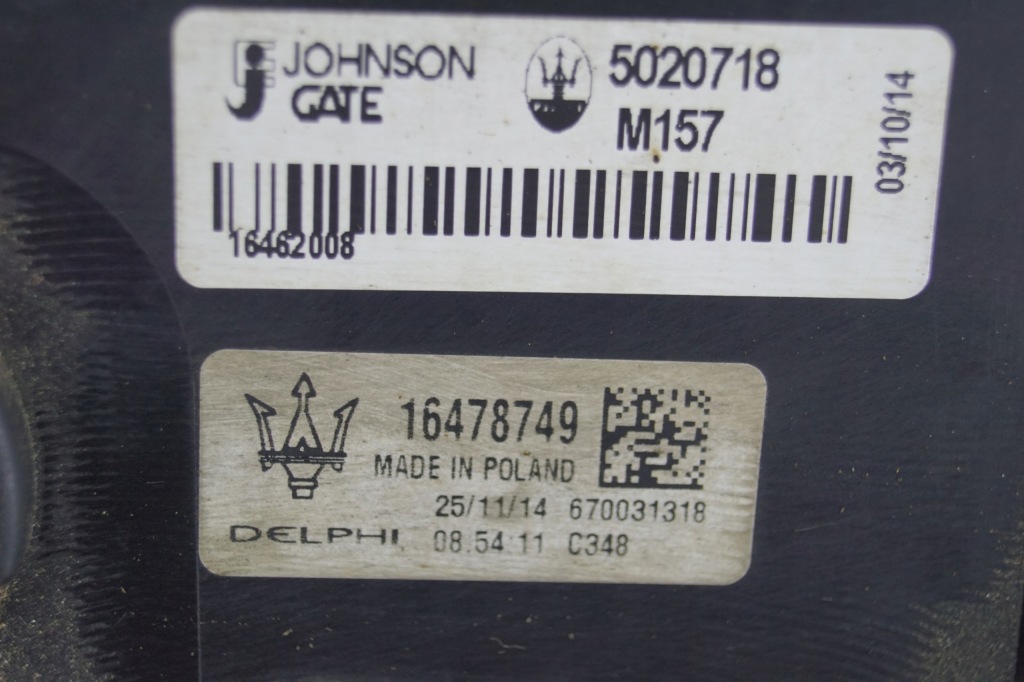 JOHNSON
GATE
5020718
M157
03/10/14
16462008
16478749
MADE IN POLAND
25/11/14 670031318
DELPHI 08.54 11 C348